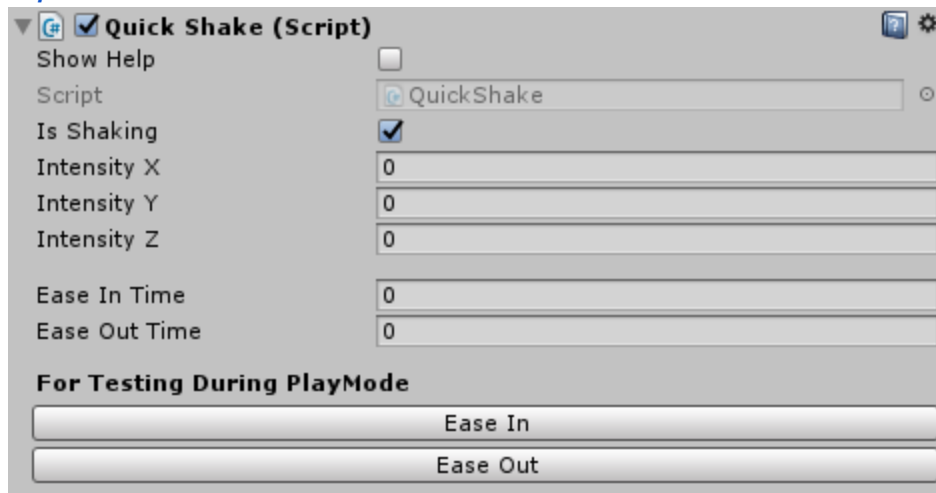 Quick Shake (Script)
Show Help
Script QuickShake
Is Shaking
Intensity X 0
Intensity Y 0
Intensity Z 0
Ease In Time 0
Ease Out Time 0
For Testing During PlayMode
Ease In
Ease Out